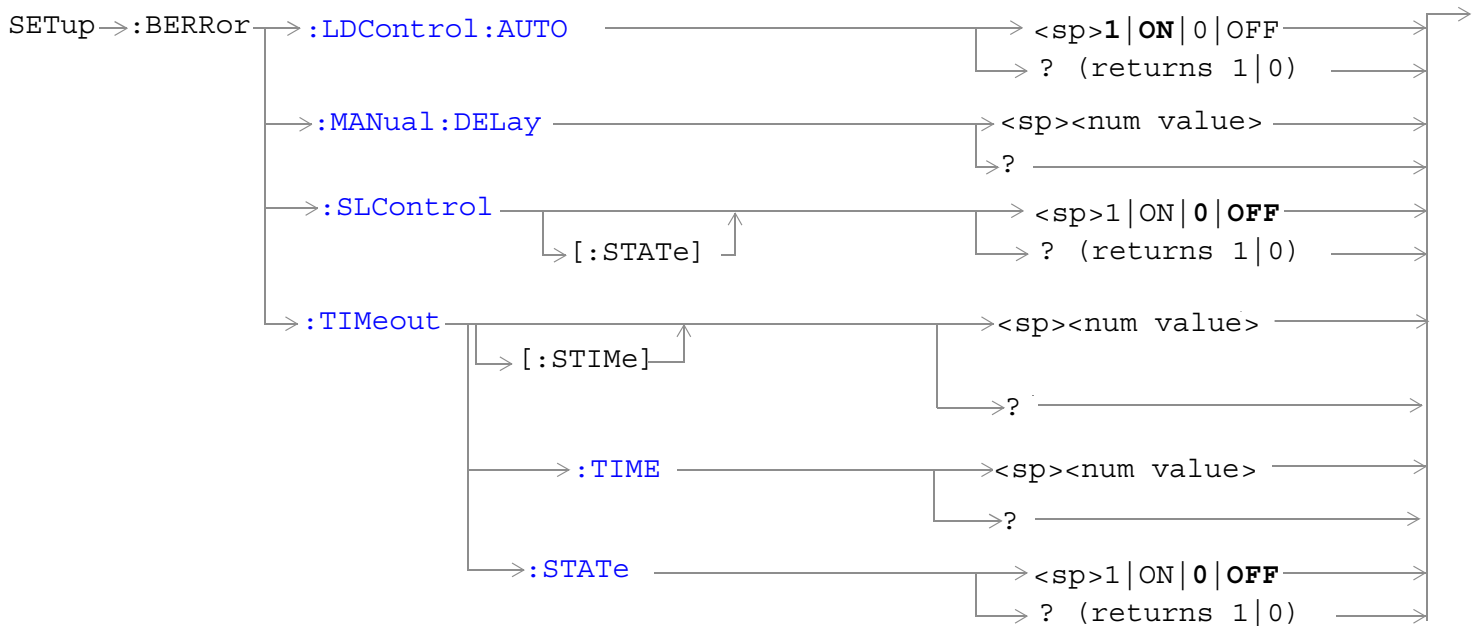 SETup :BERRor :LDControl:AUTO <sp>1|ON|0|OFF
? (returns 1|0)
:MANual:DELay <sp><num value>
?
:SLControl <sp>1|ON|0|OFF
[:STATe] ? (returns 1|0)
:TIMeout <sp><num value>
[:STIMe]
?
:TIME <sp><num value>
?
:STATe <sp>1|ON|0|OFF
? (returns 1|0)